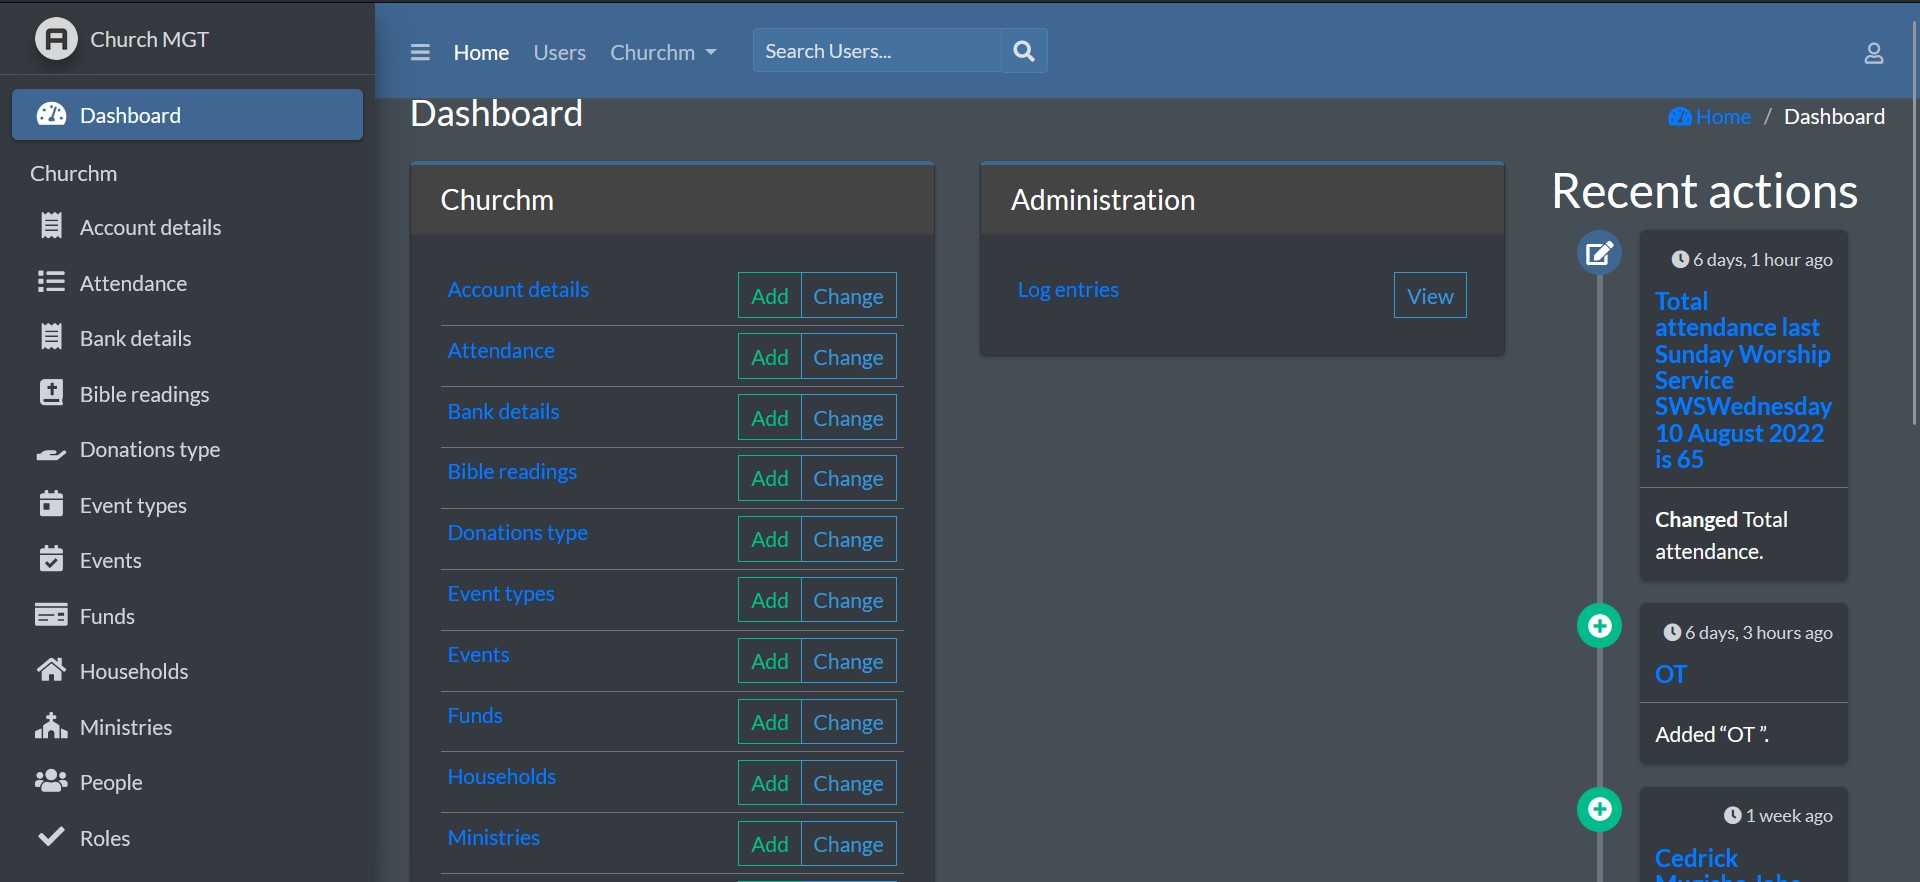 Church MGT
Home Users Churchm
Search Users...
Dashboard
Churchm
Account details
Attendance
Bank details
Bible readings
Donations type
Event types
Events
Funds
Households
Ministries
People
Roles
Dashboard
Home / Dashboard
Churchm
Account details Add Change
Attendance Add Change
Bank details Add Change
Bible readings Add Change
Donations type Add Change
Event types Add Change
Events Add Change
Funds Add Change
Households Add Change
Ministries Add Change
Administration
Log entries View
Recent actions
6 days, 1 hour ago
Total
attendance last
Sunday Worship
Service
SWSWednesday
10 August 2022
is 65
Changed Total
attendance.
6 days, 3 hours ago
OT
Added “OT ”.
1 week ago
Cedrick